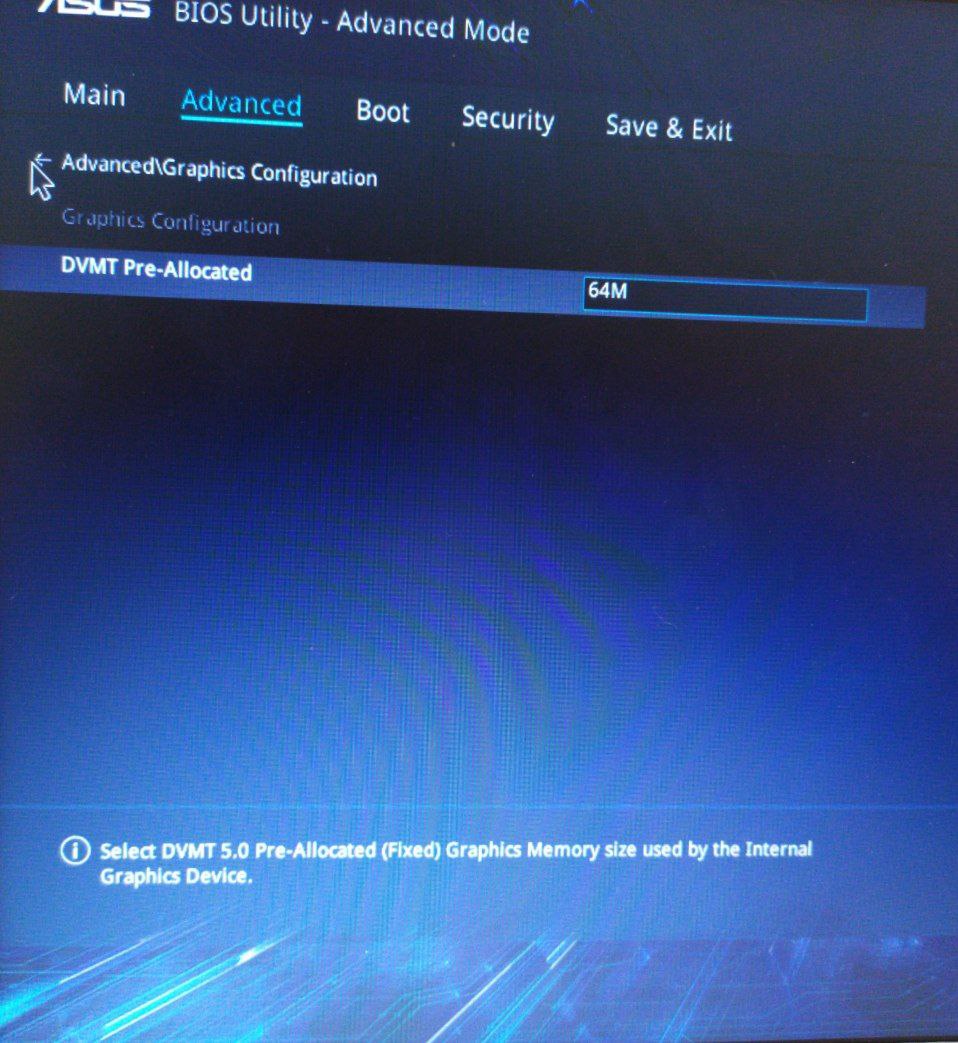 ASUS BIOS Utility - Advanced Mode
Main Advanced Boot Security Save & Exit
Advanced\Graphics Configuration
Graphics Configuration
DVMT Pre-Allocated 64M
Select DVMT 5.0 Pre-Allocated (Fixed) Graphics Memory size used by the Internal
Graphics Device.